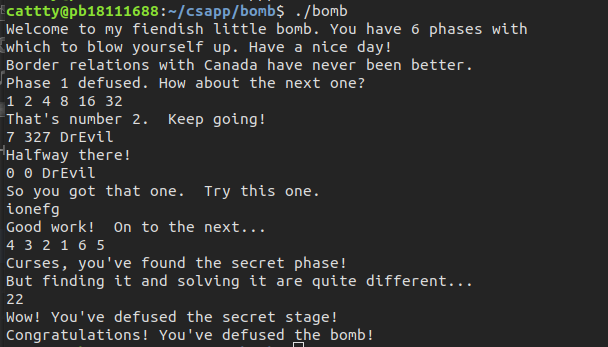 cattty@pb18111688:~/csapp/bomb$ ./bomb
Welcome to my fiendish little bomb. You have 6 phases with
which to blow yourself up. Have a nice day!
Border relations with Canada have never been better.
Phase 1 defused. How about the next one?
1 2 4 8 16 32
That's number 2.  Keep going!
7 327 DrEvil
Halfway there!
0 0 DrEvil
So you got that one.  Try this one.
ionefg
Good work!  On to the next...
4 3 2 1 6 5
Curses, you've found the secret phase!
But finding it and solving it are quite different...
22
Wow! You've defused the secret stage!
Congratulations! You've defused the bomb!